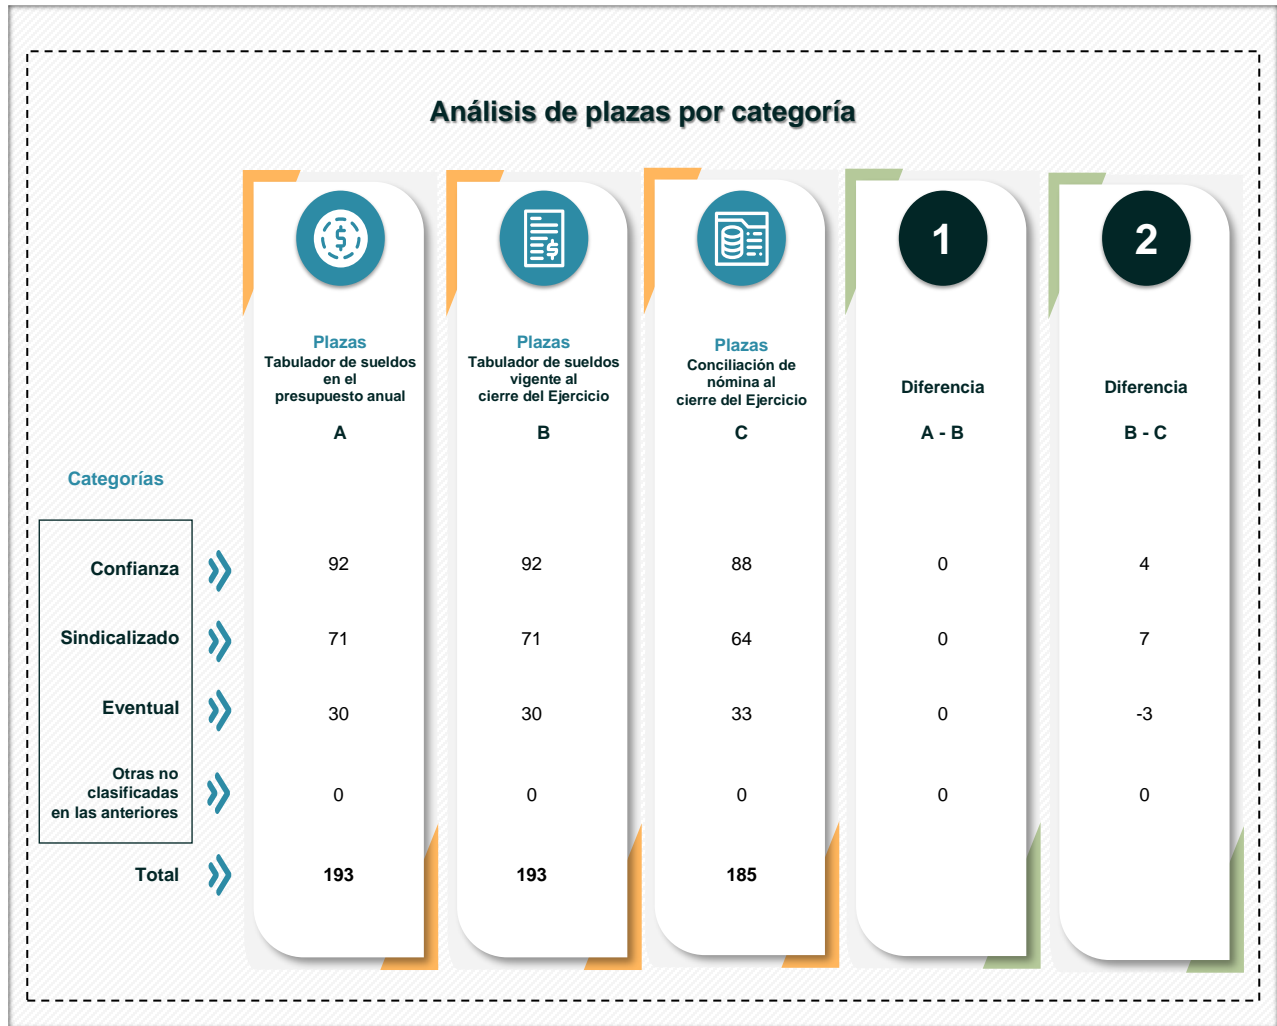 Análisis de plazas por categoría
$
$
1
2
Plazas
Tabulador de sueldos
en el
presupuesto anual
A
Plazas
Tabulador de sueldos
vigente al
cierre del Ejercicio
B
Plazas
Conciliación de
nómina al
cierre del Ejercicio
C
Diferencia
A - B
Diferencia
B - C
Categorías
Confianza 92 92 88 0 4
Sindicalizado 71 71 64 0 7
Eventual 30 30 33 0 -3
Otras no
clasificadas
en las anteriores
0 0 0 0 0
Total 193 193 185